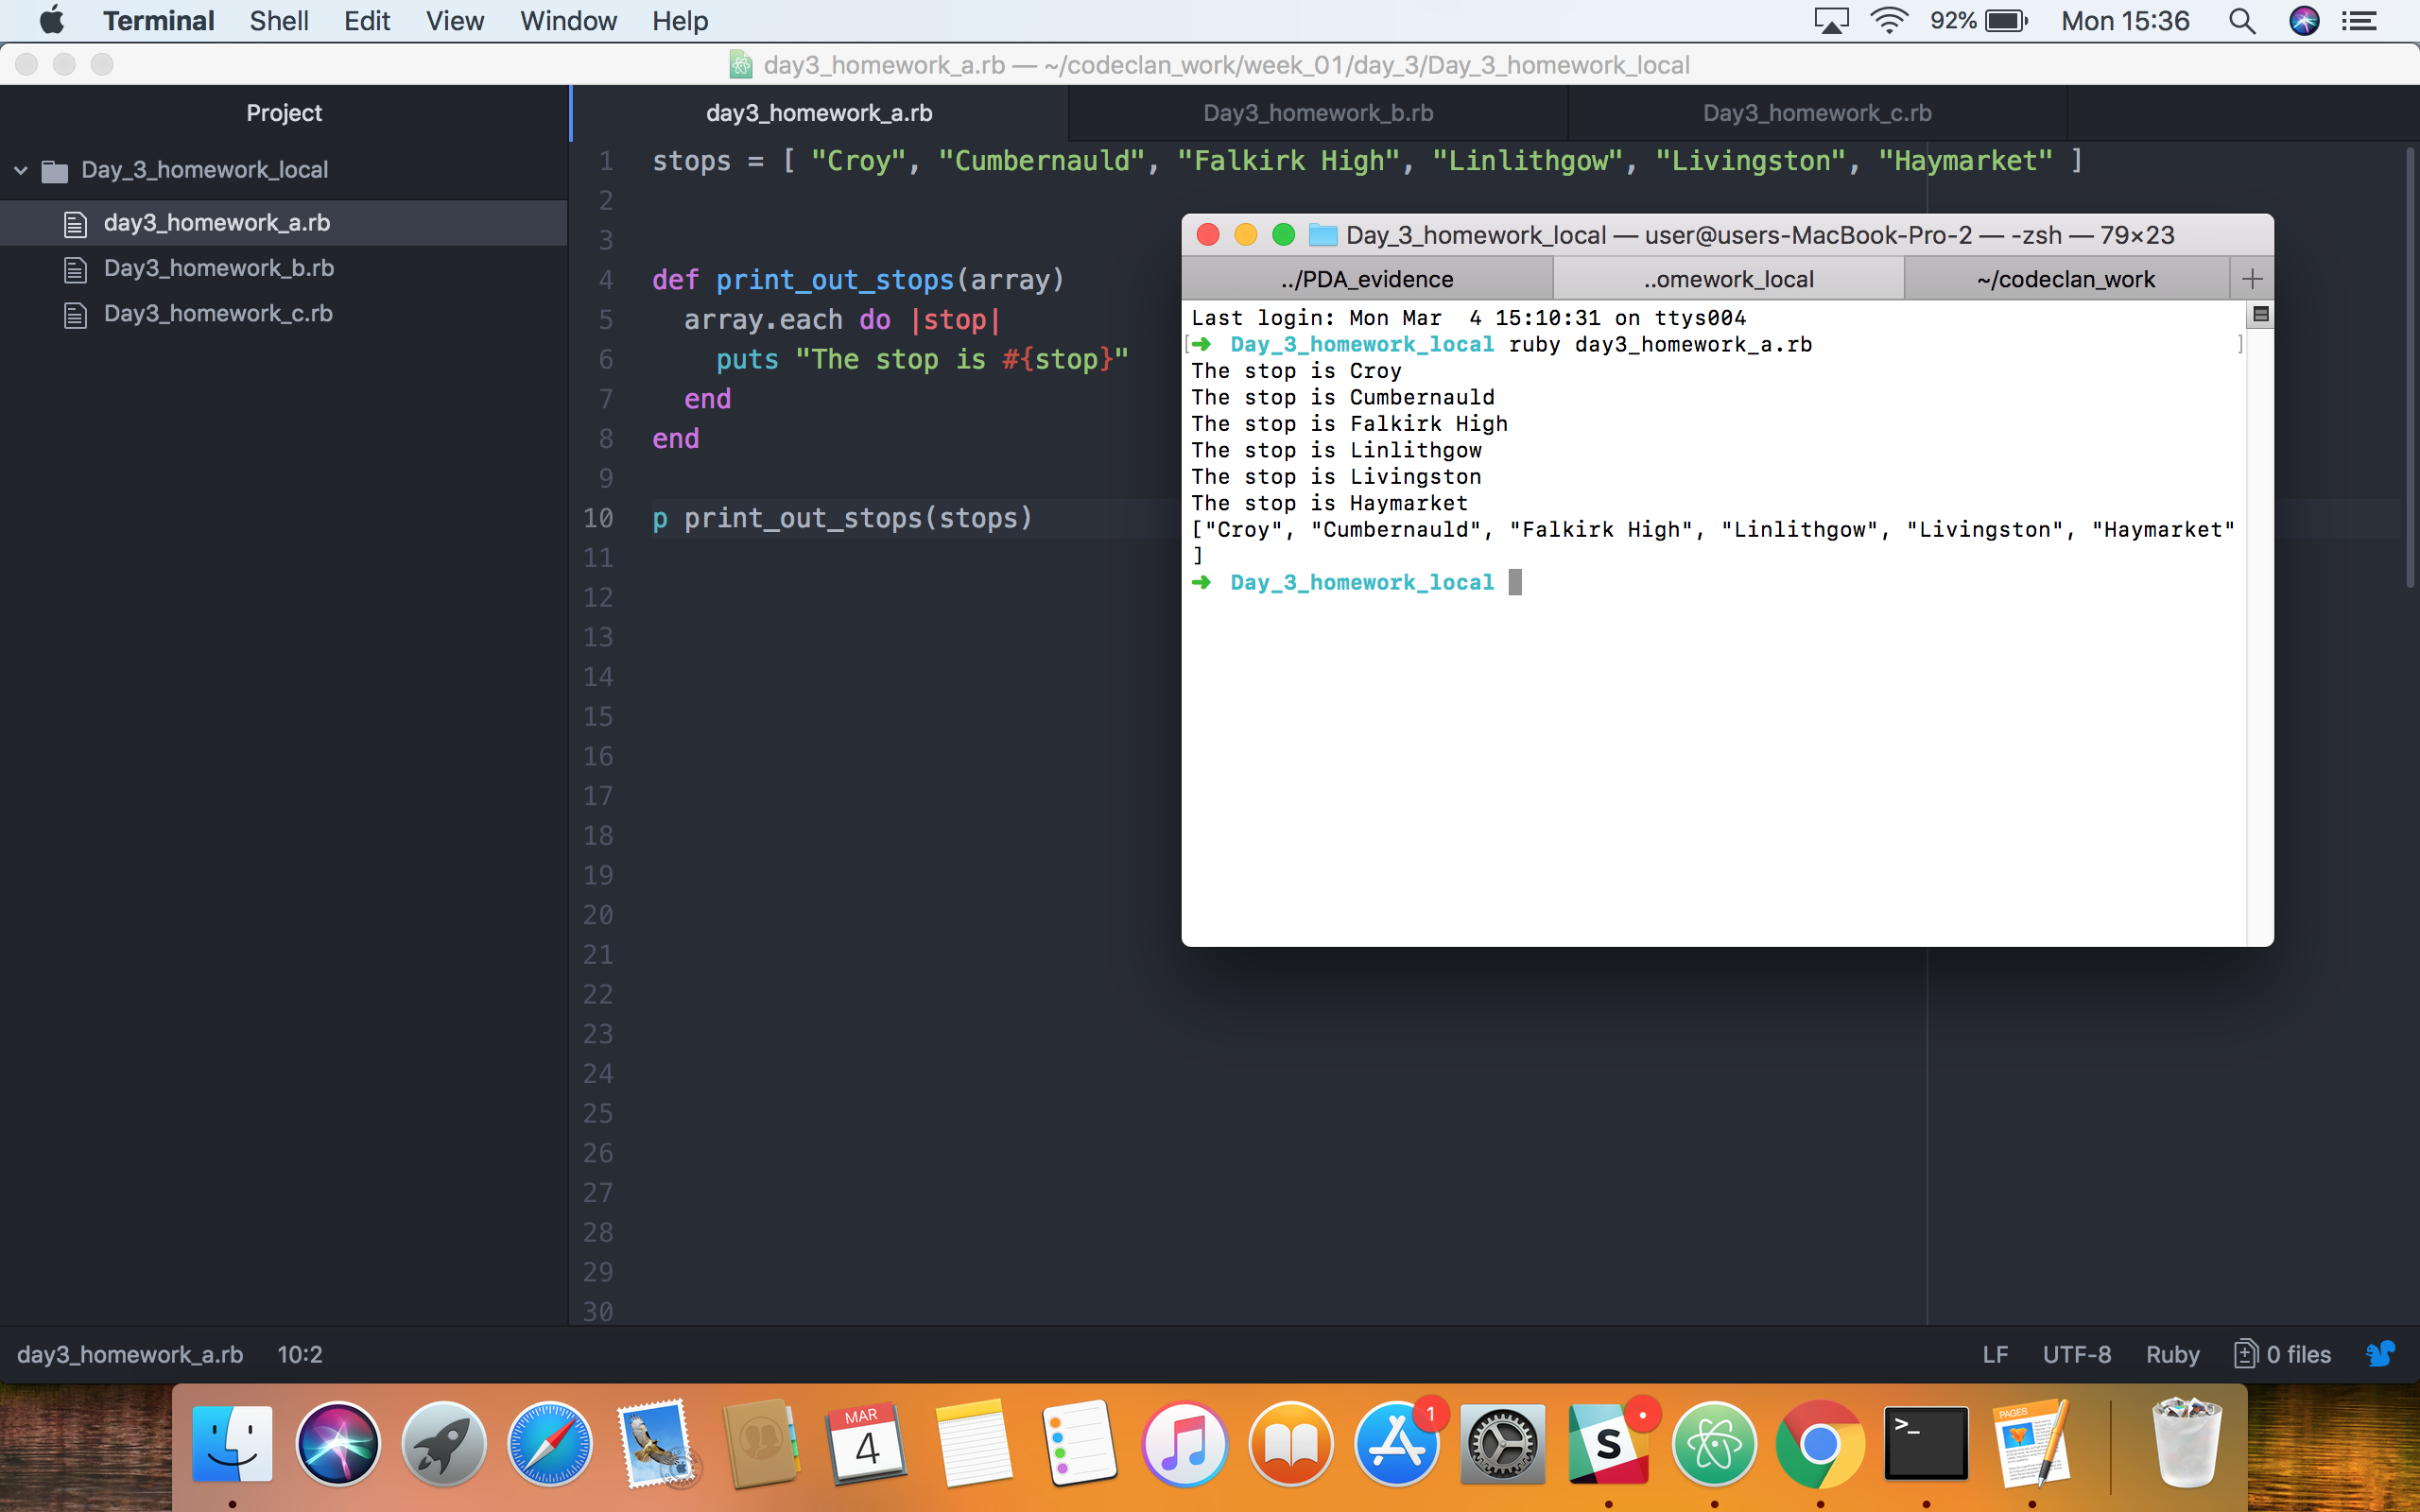 Terminal Shell Edit View Window Help 92% Mon 15:36
day3_homework_a.rb — ~/codeclan_work/week_01/day_3/Day_3_homework_local
Project
Day_3_homework_local
day3_homework_a.rb
Day3_homework_b.rb
Day3_homework_c.rb
day3_homework_a.rb Day3_homework_b.rb Day3_homework_c.rb
1 stops = [ "Croy", "Cumbernauld", "Falkirk High", "Linlithgow", "Livingston", "Haymarket" ]
2
3
4 def print_out_stops(array)
5 array.each do |stop|
6 puts "The stop is #{stop}"
7 end
8 end
9
10 p print_out_stops(stops)
11
12
13
14
15
16
17
18
19
20
21
22
23
24
25
26
27
28
29
30
Day_3_homework_local — user@users-MacBook-Pro-2 — -zsh — 79×23
../PDA_evidence ..omework_local ~/codeclan_work
Last login: Mon Mar  4 15:10:31 on ttys004
[➜ Day_3_homework_local ruby day3_homework_a.rb ]
The stop is Croy
The stop is Cumbernauld
The stop is Falkirk High
The stop is Linlithgow
The stop is Livingston
The stop is Haymarket
["Croy", "Cumbernauld", "Falkirk High", "Linlithgow", "Livingston", "Haymarket"
]
➜ Day_3_homework_local
day3_homework_a.rb 10:2 LF UTF-8 Ruby 0 files
MAR
4
1
S
>_
PAGES